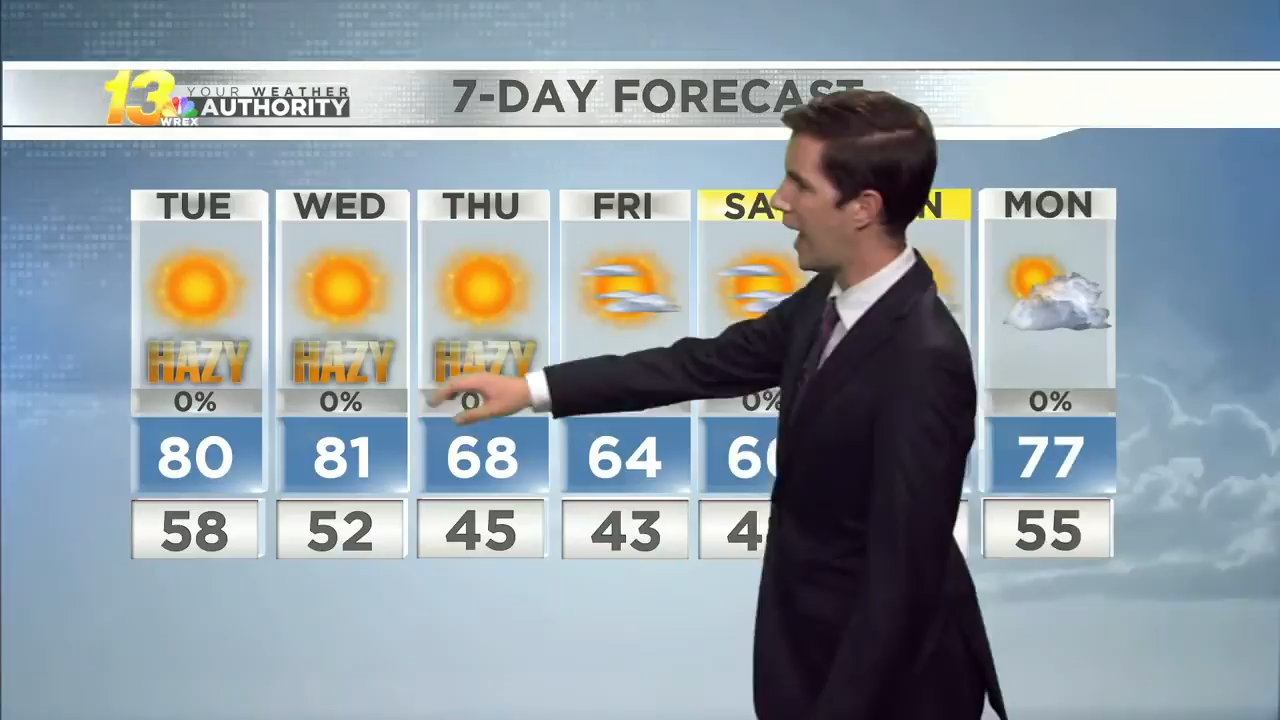 13 YOUR WEATHER AUTHORITY
WREX
7-DAY FORECAST
TUE WED THU FRI MON
HAZY HAZY HAZY
0% 0% 0% 0%
80 81 68 64 77
58 52 45 43 55